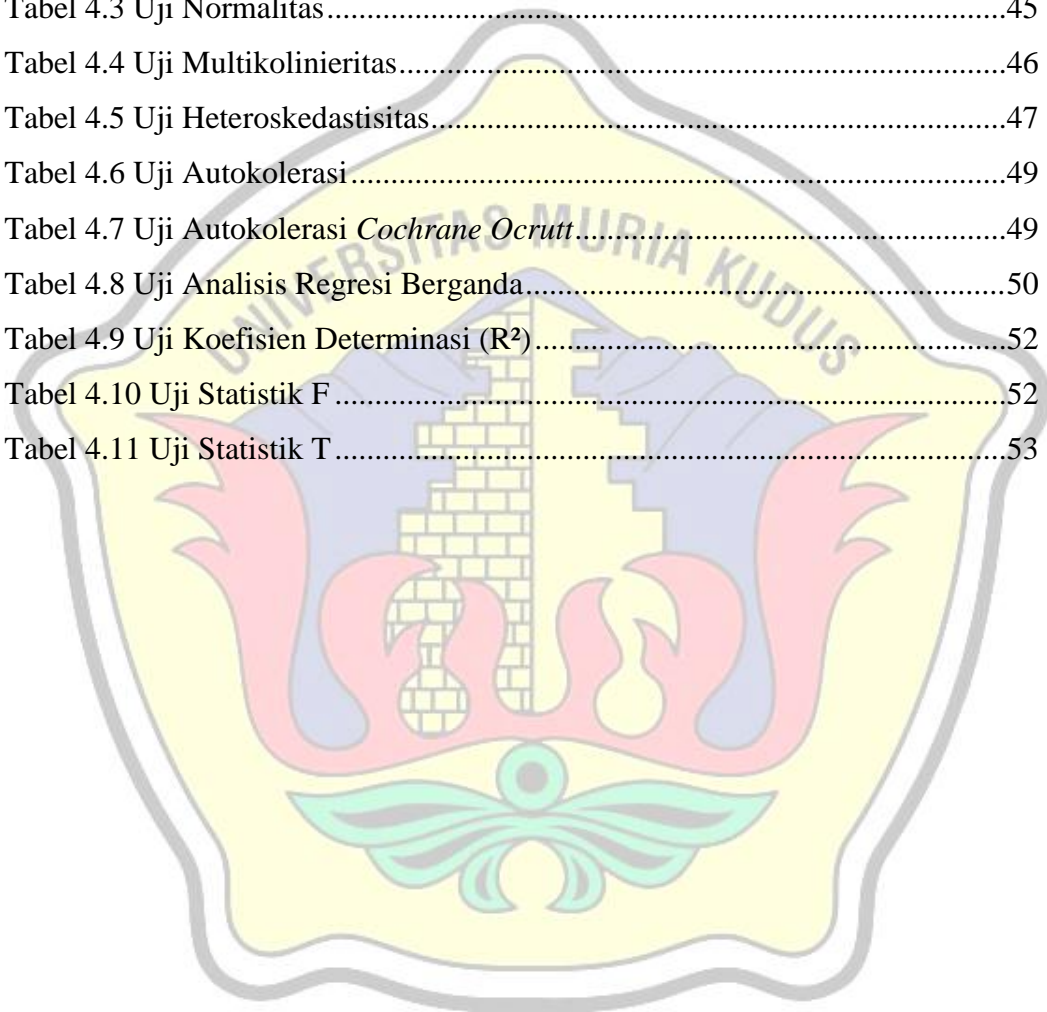 Tabel 4.3 Uji Normalitas....................................................................................45
Tabel 4.4 Uji Multikolinieritas...........................................................................46
Tabel 4.5 Uji Heteroskedastisitas.......................................................................47
Tabel 4.6 Uji Autokolerasi.................................................................................49
Tabel 4.7 Uji Autokolerasi Cochrane Ocrutt.....................................................49
Tabel 4.8 Uji Analisis Regresi Berganda...........................................................50
Tabel 4.9 Uji Koefisien Determinasi (R²)..........................................................52
Tabel 4.10 Uji Statistik F...................................................................................52
Tabel 4.11 Uji Statistik T...................................................................................53
UNIVERSITAS MURIA KUDUS